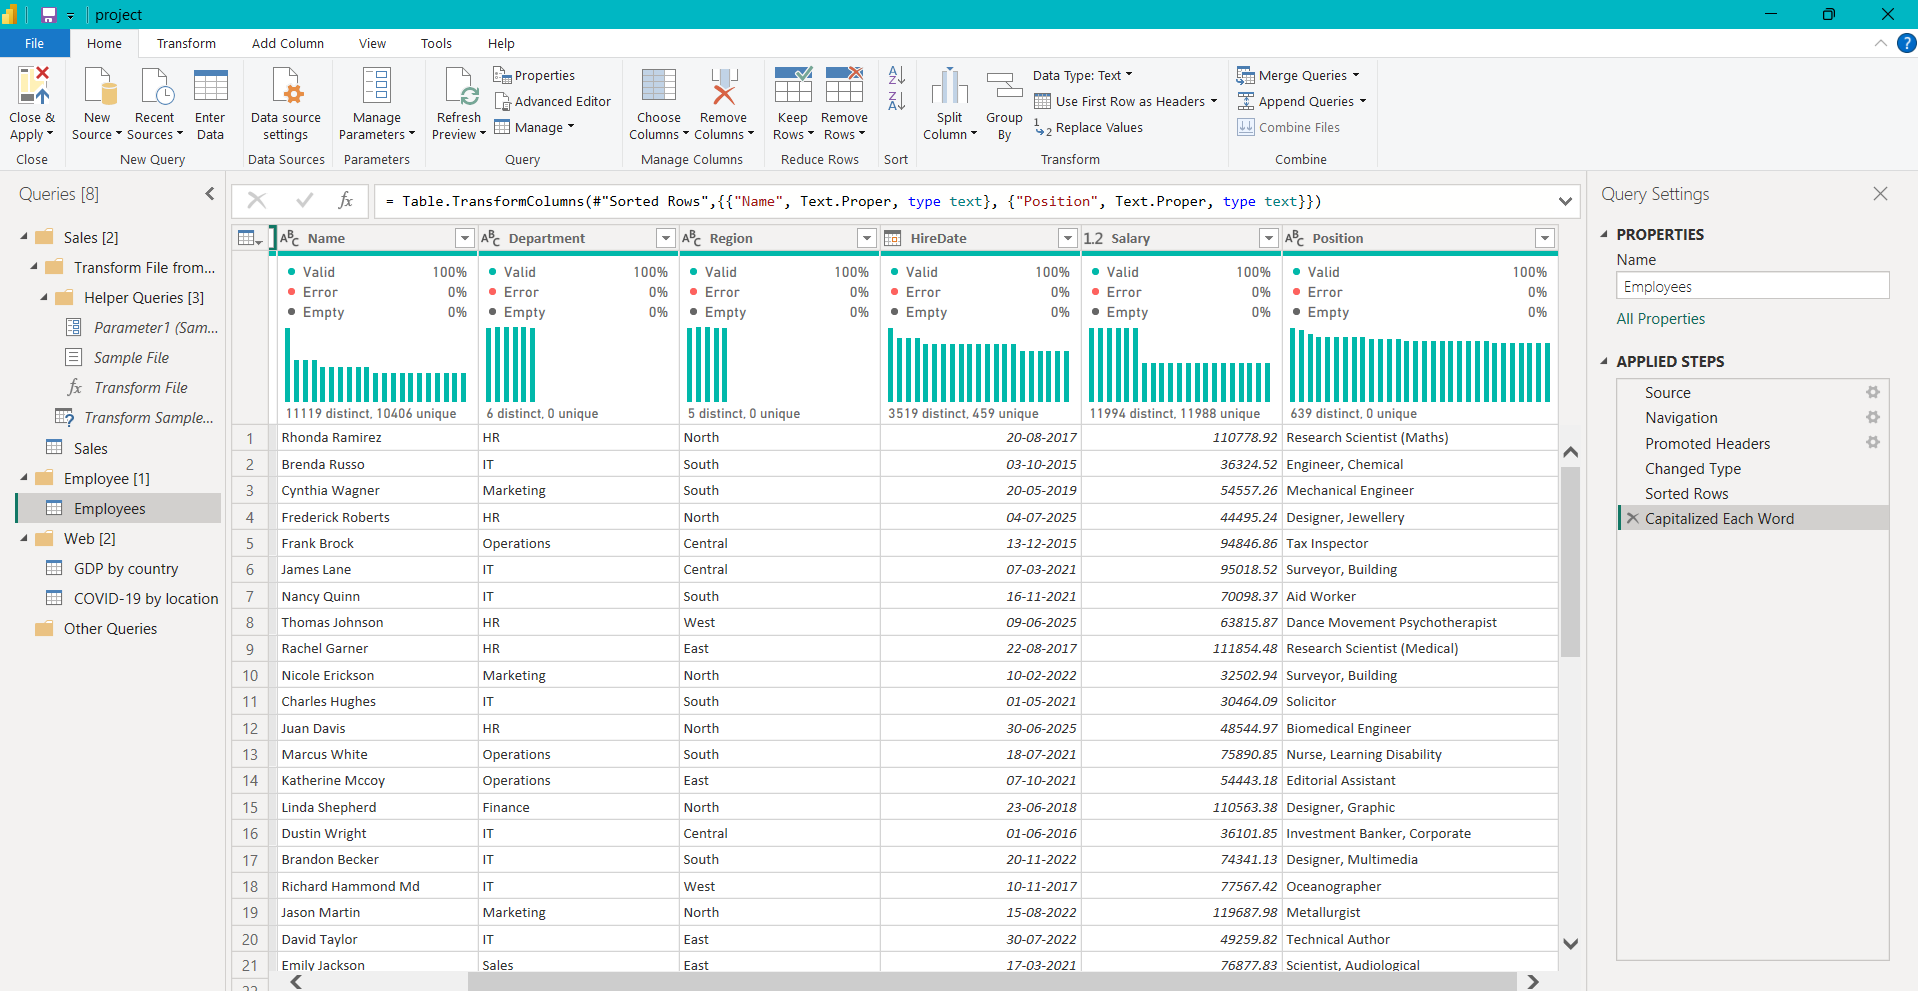 project
File Home Transform Add Column View Tools Help
Close & Apply
Close
New Source
Recent Sources
Enter Data
New Query
Data source settings
Data Sources
Manage Parameters
Parameters
Refresh Preview
Properties
Advanced Editor
Manage
Query
Choose Columns
Remove Columns
Manage Columns
Keep Rows
Remove Rows
Reduce Rows
A
Z
Z
A
Sort
Split Column
Group By
Data Type: Text
Use First Row as Headers
1 2 Replace Values
Transform
Merge Queries
Append Queries
Combine Files
Combine
?
Queries [8]
Sales [2]
Transform File from...
Helper Queries [3]
Parameter1 (Sam...
Sample File
fx Transform File
Transform Sample...
Sales
Employee [1]
Employees
Web [2]
GDP by country
COVID-19 by location
Other Queries
fx = Table.TransformColumns(#"Sorted Rows",{{"Name", Text.Proper, type text}, {"Position", Text.Proper, type text}})
ABC Name ABC Department ABC Region HireDate 1.2 Salary ABC Position
Valid 100% Valid 100% Valid 100% Valid 100% Valid 100% Valid 100%
Error 0% Error 0% Error 0% Error 0% Error 0% Error 0%
Empty 0% Empty 0% Empty 0% Empty 0% Empty 0% Empty 0%
11119 distinct, 10406 unique 6 distinct, 0 unique 5 distinct, 0 unique 3519 distinct, 459 unique 11994 distinct, 11988 unique 639 distinct, 0 unique
1 Rhonda Ramirez HR North 20-08-2017 110778.92 Research Scientist (Maths)
2 Brenda Russo IT South 03-10-2015 36324.52 Engineer, Chemical
3 Cynthia Wagner Marketing South 20-05-2019 54557.26 Mechanical Engineer
4 Frederick Roberts HR North 04-07-2025 44495.24 Designer, Jewellery
5 Frank Brock Operations Central 13-12-2015 94846.86 Tax Inspector
6 James Lane IT Central 07-03-2021 95018.52 Surveyor, Building
7 Nancy Quinn IT South 16-11-2021 70098.37 Aid Worker
8 Thomas Johnson HR West 09-06-2025 63815.87 Dance Movement Psychotherapist
9 Rachel Garner HR East 22-08-2017 111854.48 Research Scientist (Medical)
10 Nicole Erickson Marketing North 10-02-2022 32502.94 Surveyor, Building
11 Charles Hughes IT South 01-05-2021 30464.09 Solicitor
12 Juan Davis HR North 30-06-2025 48544.97 Biomedical Engineer
13 Marcus White Operations South 18-07-2021 75890.85 Nurse, Learning Disability
14 Katherine Mccoy Operations East 07-10-2021 54443.18 Editorial Assistant
15 Linda Shepherd Finance North 23-06-2018 110563.38 Designer, Graphic
16 Dustin Wright IT Central 01-06-2016 36101.85 Investment Banker, Corporate
17 Brandon Becker IT South 20-11-2022 74341.13 Designer, Multimedia
18 Richard Hammond Md IT West 10-11-2017 77567.42 Oceanographer
19 Jason Martin Marketing North 15-08-2022 119687.98 Metallurgist
20 David Taylor IT East 30-07-2022 49259.82 Technical Author
21 Emily Jackson Sales East 17-03-2021 76877.83 Scientist, Audiological
22
Query Settings
PROPERTIES
Name
Employees
All Properties
APPLIED STEPS
Source
Navigation
Promoted Headers
Changed Type
Sorted Rows
Capitalized Each Word